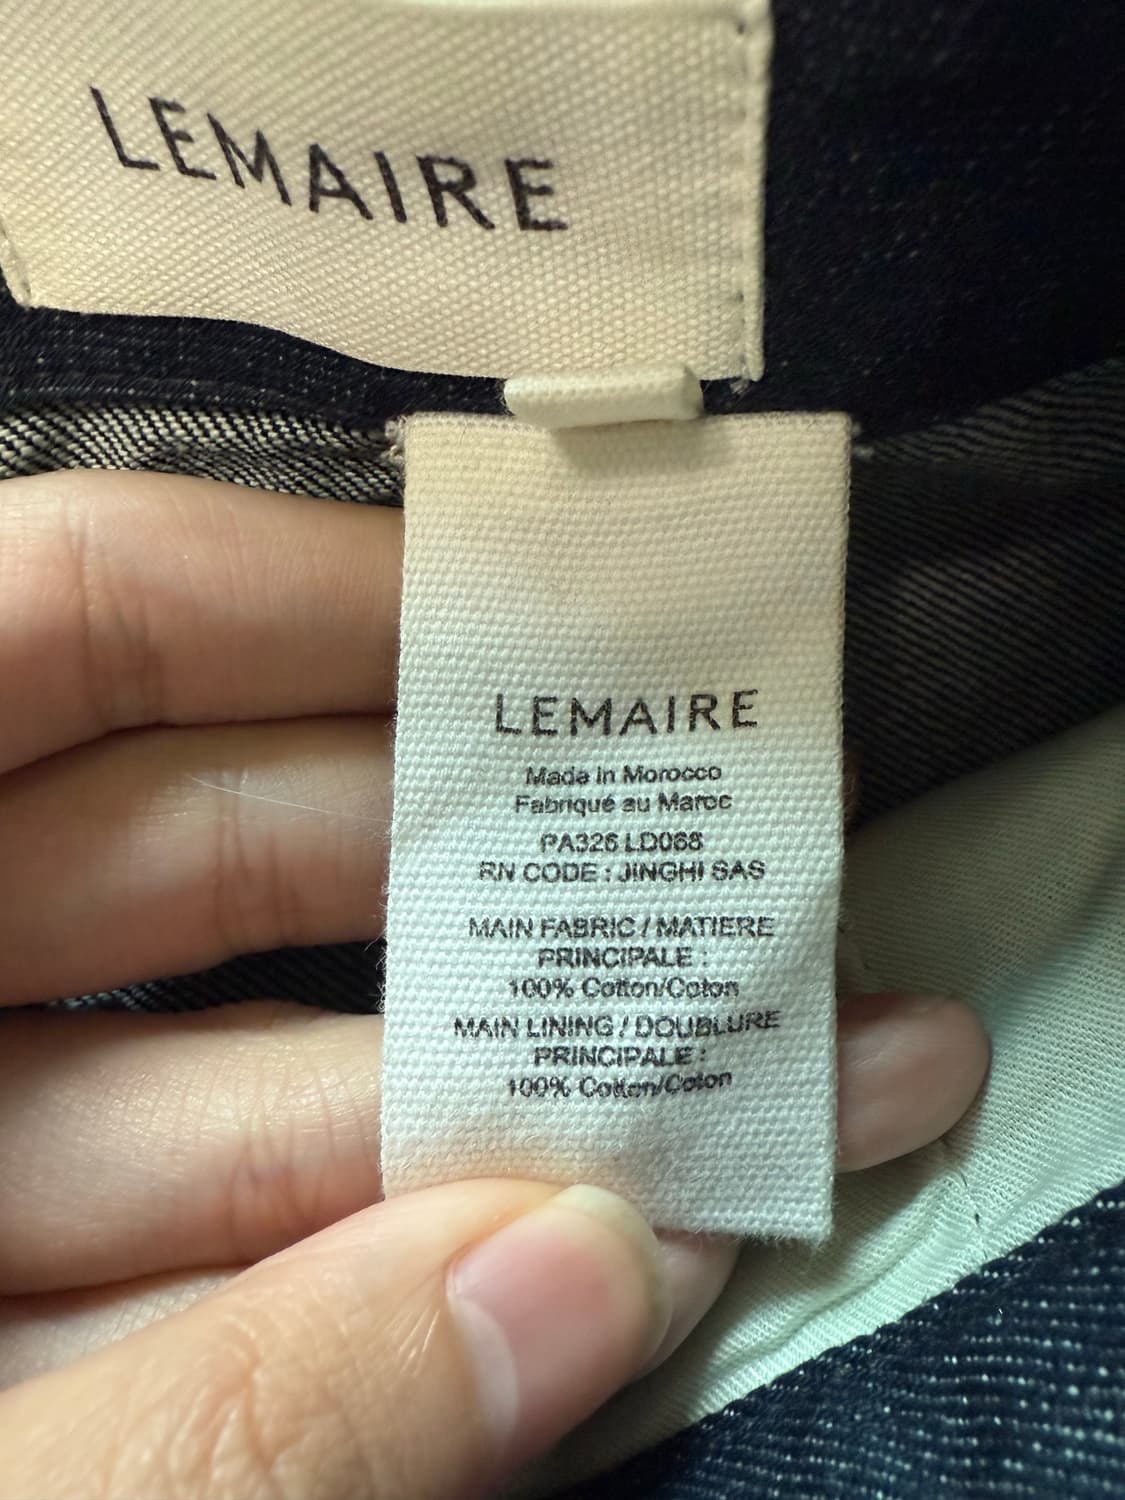 LEMAIRE
LEMAIRE
Made in Morocco
Fabriqué au Maroc
PA326 LD068
RN CODE : JINGHI SAS
MAIN FABRIC / MATIERE
PRINCIPALE :
100% Cotton/Coton
MAIN LINING / DOUBLURE
PRINCIPALE :
100% Cotton/Coton